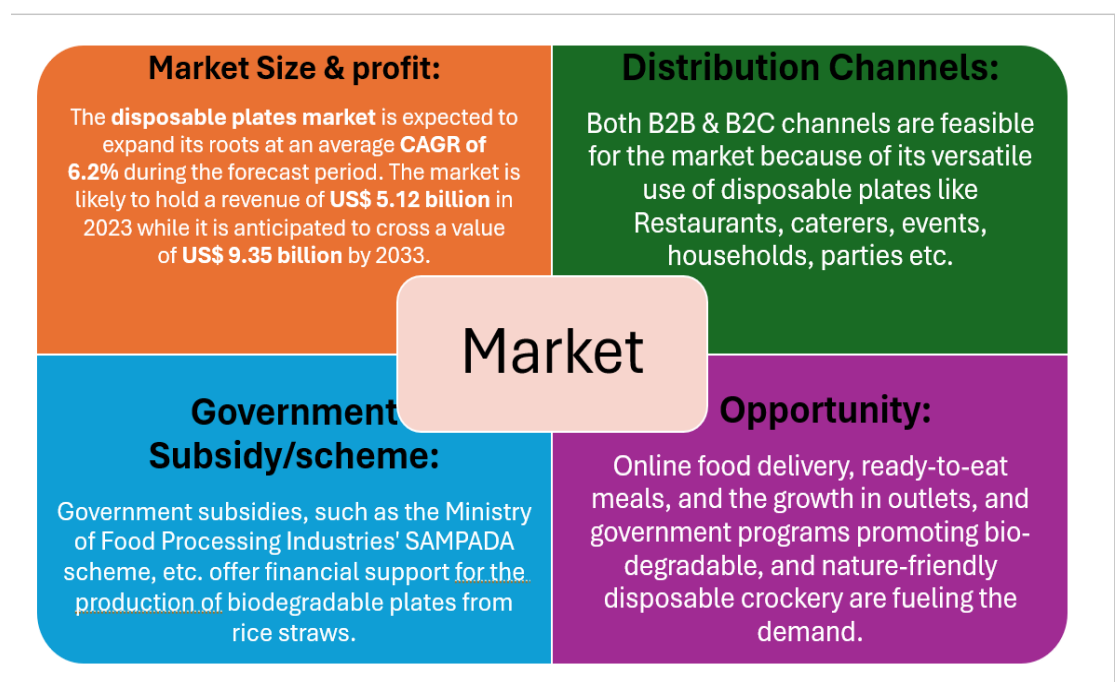 Market Size & profit:
The disposable plates market is expected to
expand its roots at an average CAGR of
6.2% during the forecast period. The market is
likely to hold a revenue of US$ 5.12 billion in
2023 while it is anticipated to cross a value
of US$ 9.35 billion by 2033.
Distribution Channels:
Both B2B & B2C channels are feasible
for the market because of its versatile
use of disposable plates like
Restaurants, caterers, events,
households, parties etc.
Market
Government
Subsidy/scheme:
Government subsidies, such as the Ministry
of Food Processing Industries' SAMPADA
scheme, etc. offer financial support for the
production of biodegradable plates from
rice straws.
Opportunity:
Online food delivery, ready-to-eat
meals, and the growth in outlets, and
government programs promoting bio-
degradable, and nature-friendly
disposable crockery are fueling the
demand.